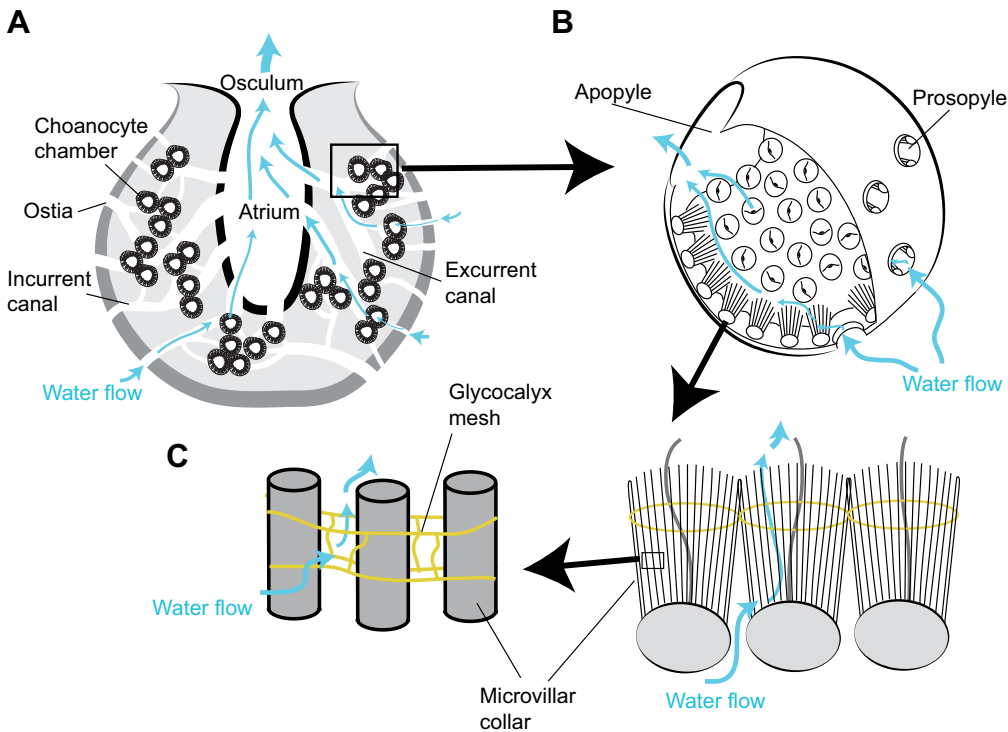 A
Osculum
Choanocyte
chamber
Ostia
Atrium
Incurrent
canal
Excurrent
canal
Water flow
B
Apopyle
Prosopyle
Water flow
C
Glycocalyx
mesh
Water flow
Microvillar
collar
Water flow